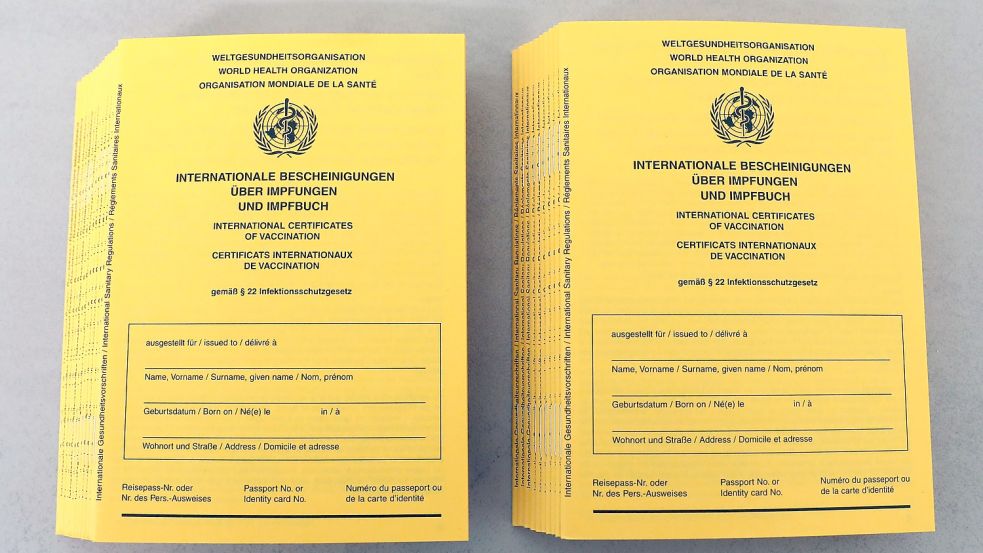 WELTGESUNDHEITSORGANISATION
WORLD HEALTH ORGANIZATION
ORGANISATION MONDIALE DE LA SANTÉ
INTERNATIONALE BESCHEINIGUNGEN
ÜBER IMPFUNGEN
UND IMPFBUCH
INTERNATIONAL CERTIFICATES
OF VACCINATION
CERTIFICATS INTERNATIONAUX
DE VACCINATION
gemäß § 22 Infektionsschutzgesetz
ausgestellt für / issued to / délivré à
Name, Vorname / Surname, given name / Nom, prénom
Geburtsdatum / Born on / Né(e) le in / à
Wohnort und Straße / Address / Domicile et adresse
Reisepass-Nr. oder Passport No. or Numéro du passeport ou
Nr. des Pers.-Ausweises Identity card No. de la carte d'identité
Internationale Gesundheitsvorschriften / International Sanitary Regulations / Règlements Sanitaires Internationaux
WELTGESUNDHEITSORGANISATION
WORLD HEALTH ORGANIZATION
ORGANISATION MONDIALE DE LA SANTÉ
INTERNATIONALE BESCHEINIGUNGEN
ÜBER IMPFUNGEN
UND IMPFBUCH
INTERNATIONAL CERTIFICATES
OF VACCINATION
CERTIFICATS INTERNATIONAUX
DE VACCINATION
gemäß § 22 Infektionsschutzgesetz
ausgestellt für / issued to / délivré à
Name, Vorname / Surname, given name / Nom, prénom
Geburtsdatum / Born on / Né(e) le in / à
Wohnort und Straße / Address / Domicile et adresse
Reisepass-Nr. oder Passport No. or Numéro du passeport ou
Nr. des Pers.-Ausweises Identity card No. de la carte d'identité
Internationale Gesundheitsvorschriften / International Sanitary Regulations / Règlements Sanitaires Internationaux